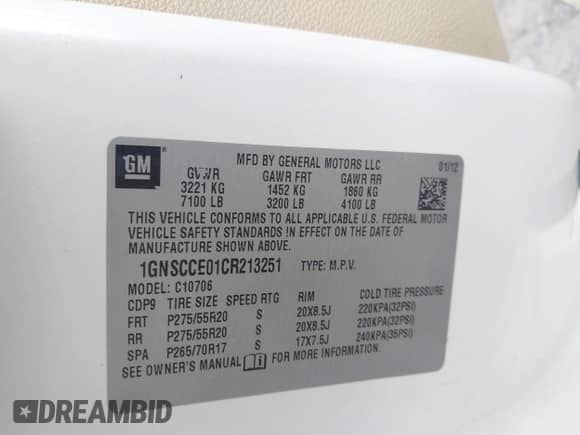 GM
MFD BY GENERAL MOTORS LLC 01/12
GVWR GAWR FRT GAWR RR
3221 KG 1452 KG 1860 KG
7100 LB 3200 LB 4100 LB
THIS VEHICLE CONFORMS TO ALL APPLICABLE U.S. FEDERAL MOTOR
VEHICLE SAFETY STANDARDS IN EFFECT ON THE DATE OF
MANUFACTURE SHOWN ABOVE.
1GNSCCE01CR213251 TYPE: M.P.V.
MODEL: C10706
CDP9 TIRE SIZE SPEED RTG RIM COLD TIRE PRESSURE
FRT P275/55R20 S 20X8.5J 220KPA(32PSI)
RR P275/55R20 S 20X8.5J 220KPA(32PSI)
SPA P265/70R17 S 17X7.5J 240KPA(35PSI)
SEE OWNER'S MANUAL FOR MORE INFORMATION.
DREAMBID